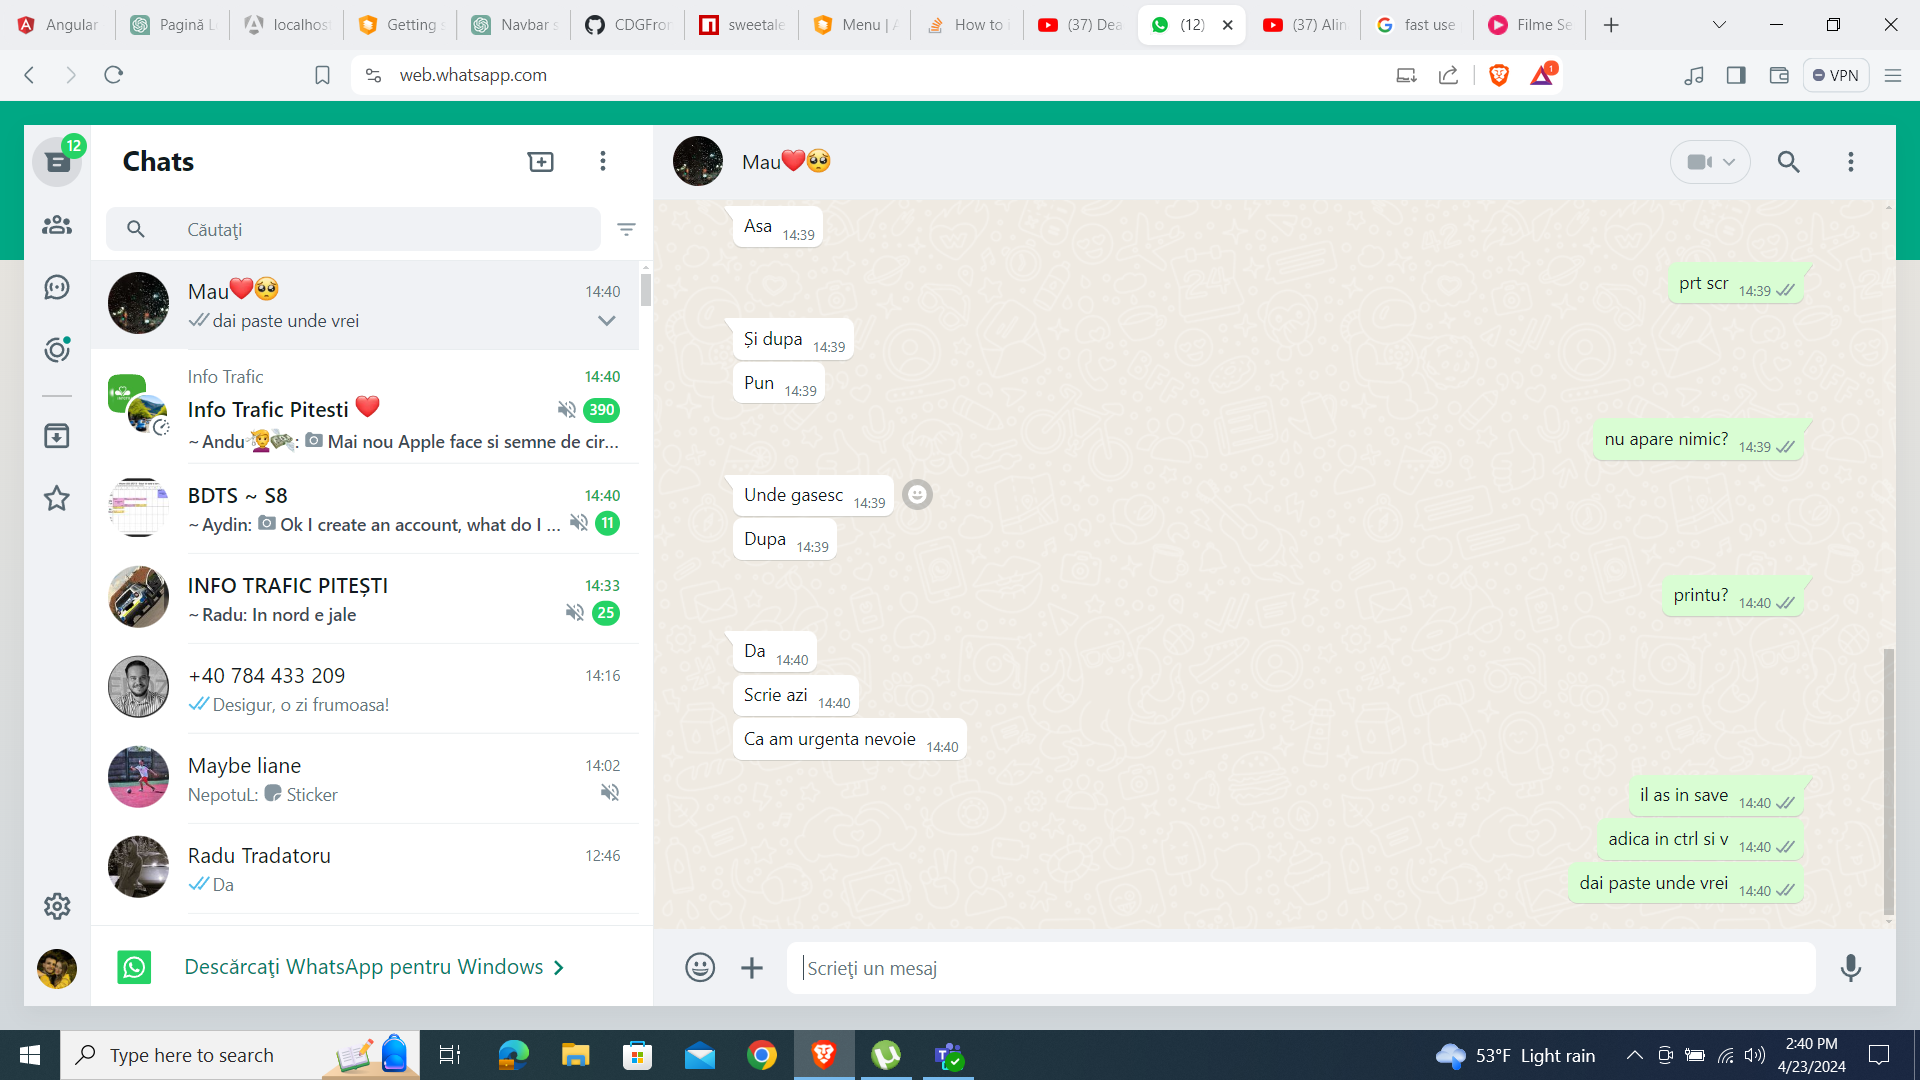 Angular
Pagină L
localhos
Getting s
Navbar s
CDGFron
sweetale
Menu | A
How to i
(37) Dea
(12)
(37) Alin
fast use
Filme Se
web.whatsapp.com
1
VPN
12
Chats
Căutaţi
Mau❤️🥺
14:40
dai paste unde vrei
Info Trafic
14:40
Info Trafic Pitesti ❤️
390
~ Andu💇💸: 📷 Mai nou Apple face si semne de cir...
BDTS ~ S8
14:40
~ Aydin: 📷 Ok I create an account, what do I ...
11
INFO TRAFIC PITEȘTI
14:33
~ Radu: In nord e jale
25
+40 784 433 209
14:16
Desigur, o zi frumoasa!
Maybe liane
14:02
NepotuL: Sticker
Radu Tradatoru
12:46
Da
Descărcaţi WhatsApp pentru Windows
Mau❤️🥺
Asa 14:39
prt scr 14:39
Și dupa 14:39
Pun 14:39
nu apare nimic? 14:39
Unde gasesc 14:39
Dupa 14:39
printu? 14:40
Da 14:40
Scrie azi 14:40
Ca am urgenta nevoie 14:40
il as in save 14:40
adica in ctrl si v 14:40
dai paste unde vrei 14:40
Scrieţi un mesaj
Type here to search
53°F Light rain
2:40 PM
4/23/2024